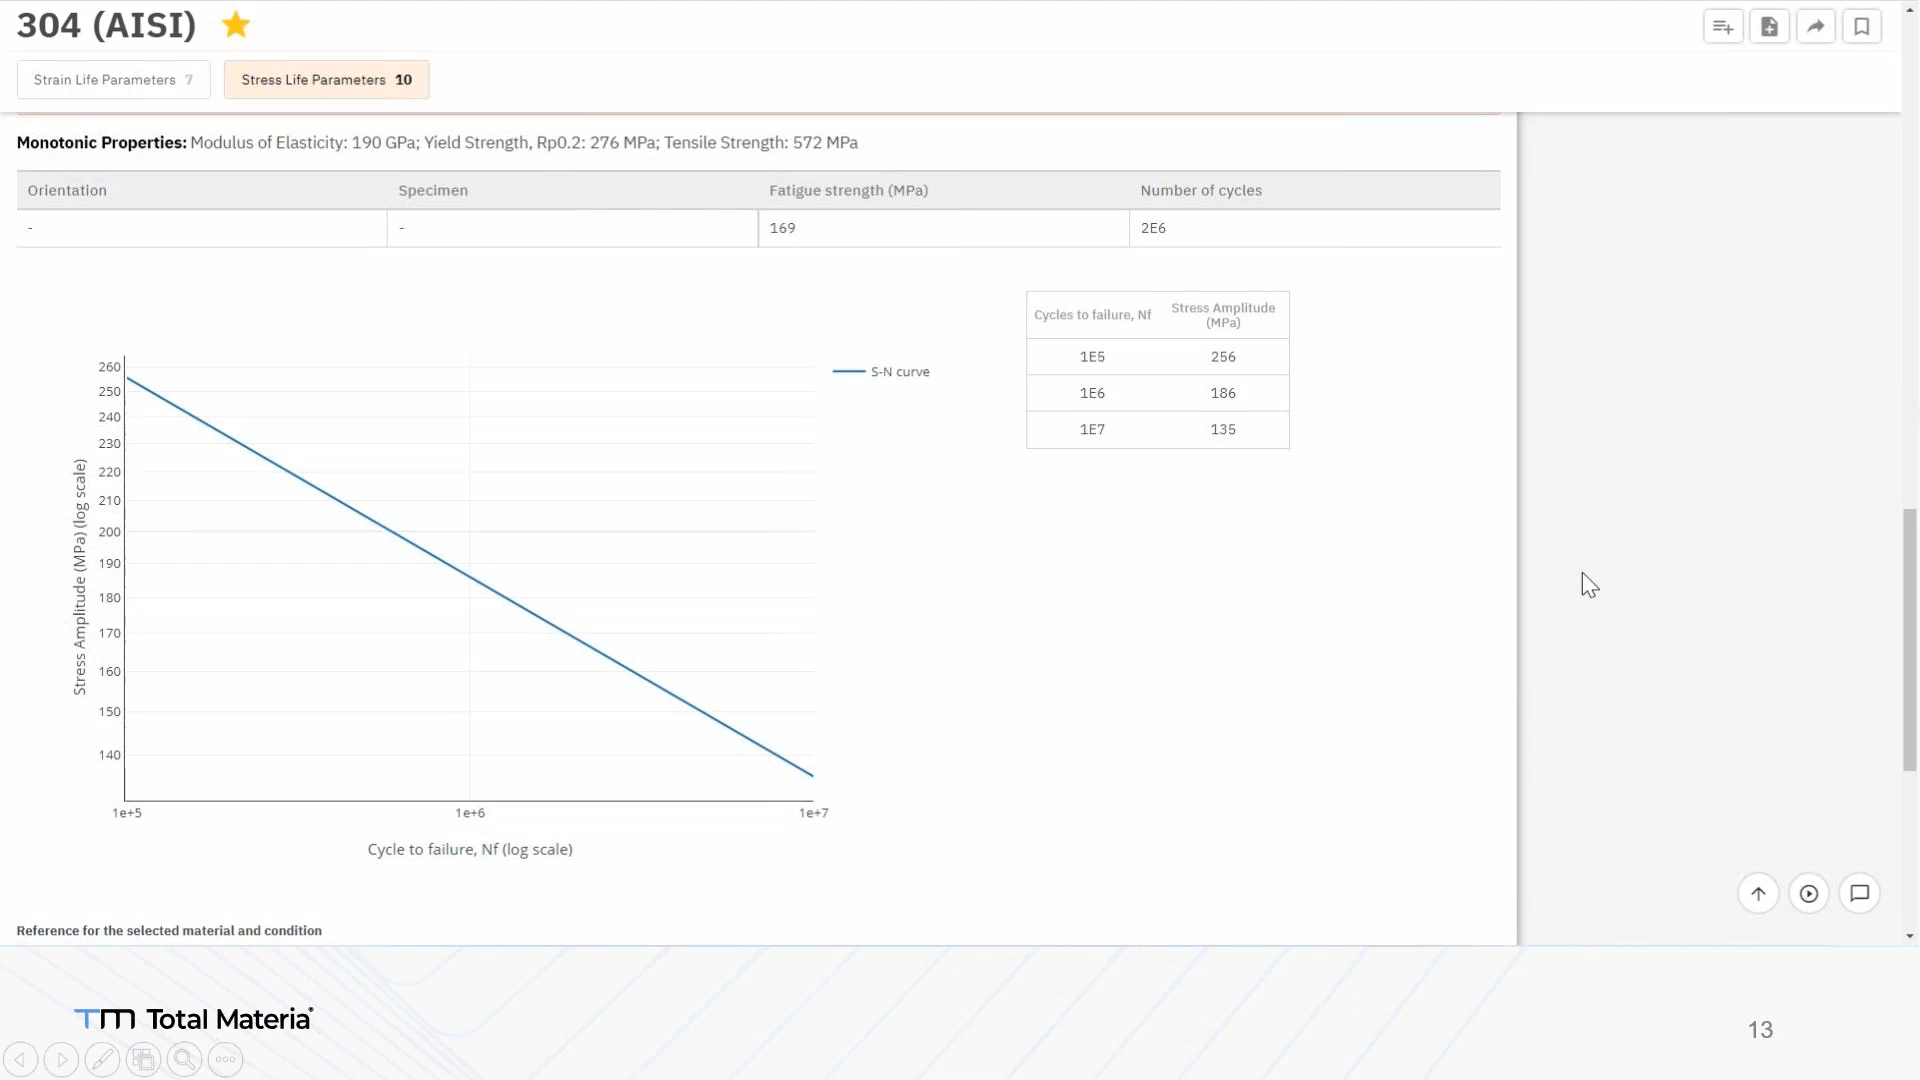 304 (AISI)
Strain Life Parameters 7
Stress Life Parameters 10
Monotonic Properties: Modulus of Elasticity: 190 GPa; Yield Strength, Rp0.2: 276 MPa; Tensile Strength: 572 MPa
Orientation Specimen Fatigue strength (MPa) Number of cycles
- - 169 2E6
Cycles to failure, Nf Stress Amplitude (MPa)
1E5 256
1E6 186
1E7 135
S-N curve
260
250
240
230
220
210
200
190
180
170
160
150
140
Stress Amplitude (MPa) (log scale)
1e+5 1e+6 1e+7
Cycle to failure, Nf (log scale)
Reference for the selected material and condition
TM Total Materia®
13